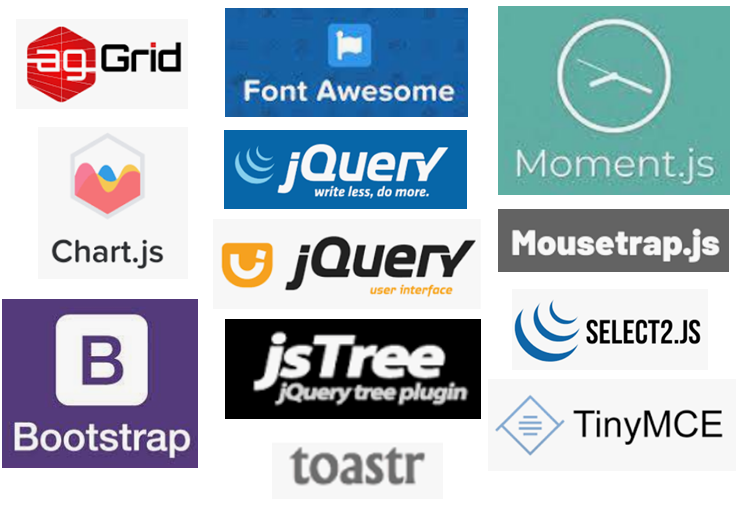 ag Grid
Chart.js
B
Bootstrap
Font Awesome
jQuery
write less, do more.
jQuery
user interface
jsTree
jQuery tree plugin
toastr
Moment.js
Mousetrap.js
SELECT2.JS
TinyMCE